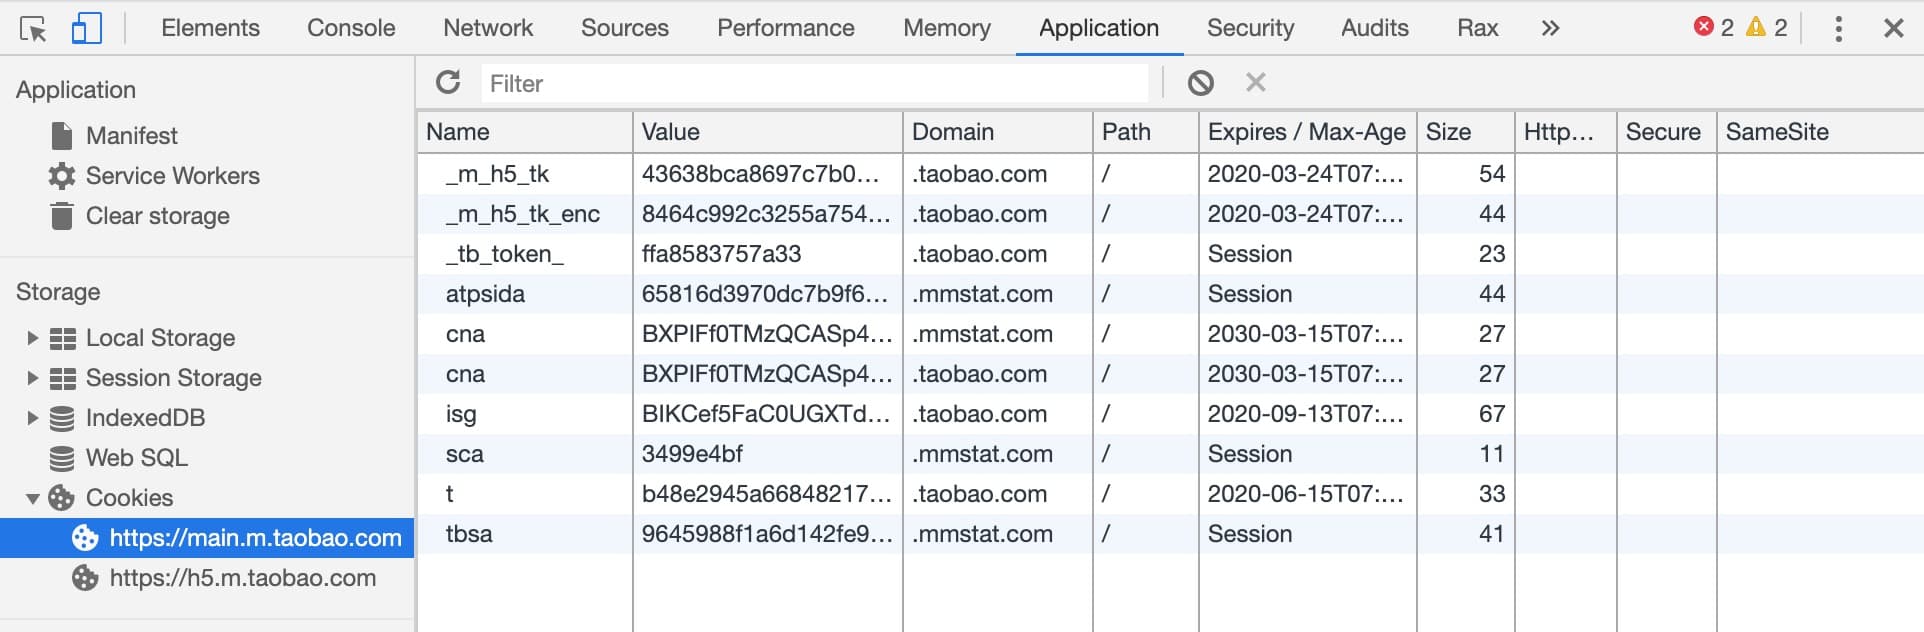 Elements Console Network Sources Performance Memory Application Security Audits Rax » 2 2
Application
Manifest
Service Workers
Clear storage
Storage
Local Storage
Session Storage
IndexedDB
Web SQL
Cookies
https://main.m.taobao.com
https://h5.m.taobao.com
Filter
Name Value Domain Path Expires / Max-Age Size Http... Secure SameSite
_m_h5_tk 43638bca8697c7b0... .taobao.com / 2020-03-24T07:... 54
_m_h5_tk_enc 8464c992c3255a754... .taobao.com / 2020-03-24T07:... 44
_tb_token_ ffa8583757a33 .taobao.com / Session 23
atpsida 65816d3970dc7b9f6... .mmstat.com / Session 44
cna BXPIFf0TMzQCASp4... .mmstat.com / 2030-03-15T07:... 27
cna BXPIFf0TMzQCASp4... .taobao.com / 2030-03-15T07:... 27
isg BIKCef5FaC0UGXTd... .taobao.com / 2020-09-13T07:... 67
sca 3499e4bf .mmstat.com / Session 11
t b48e2945a66848217... .taobao.com / 2020-06-15T07:... 33
tbsa 9645988f1a6d142fe9... .mmstat.com / Session 41